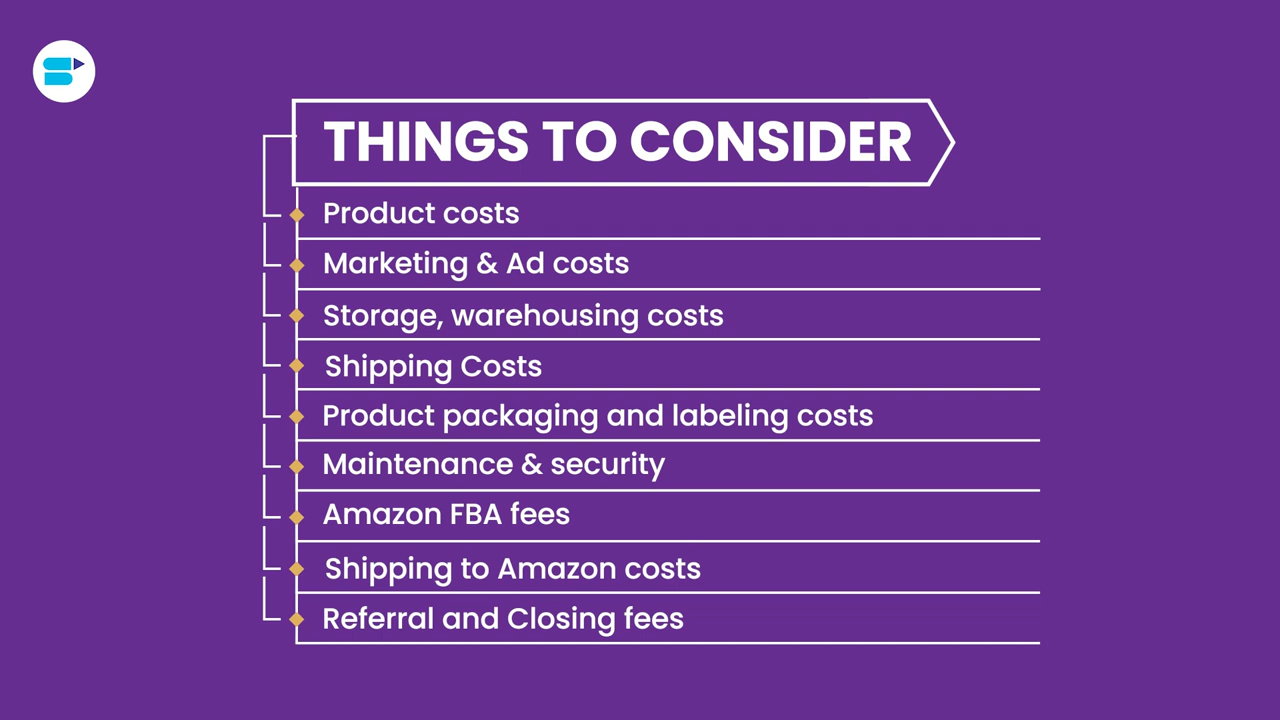 THINGS TO CONSIDER
Product costs
Marketing & Ad costs
Storage, warehousing costs
Shipping Costs
Product packaging and labeling costs
Maintenance & security
Amazon FBA fees
Shipping to Amazon costs
Referral and Closing fees